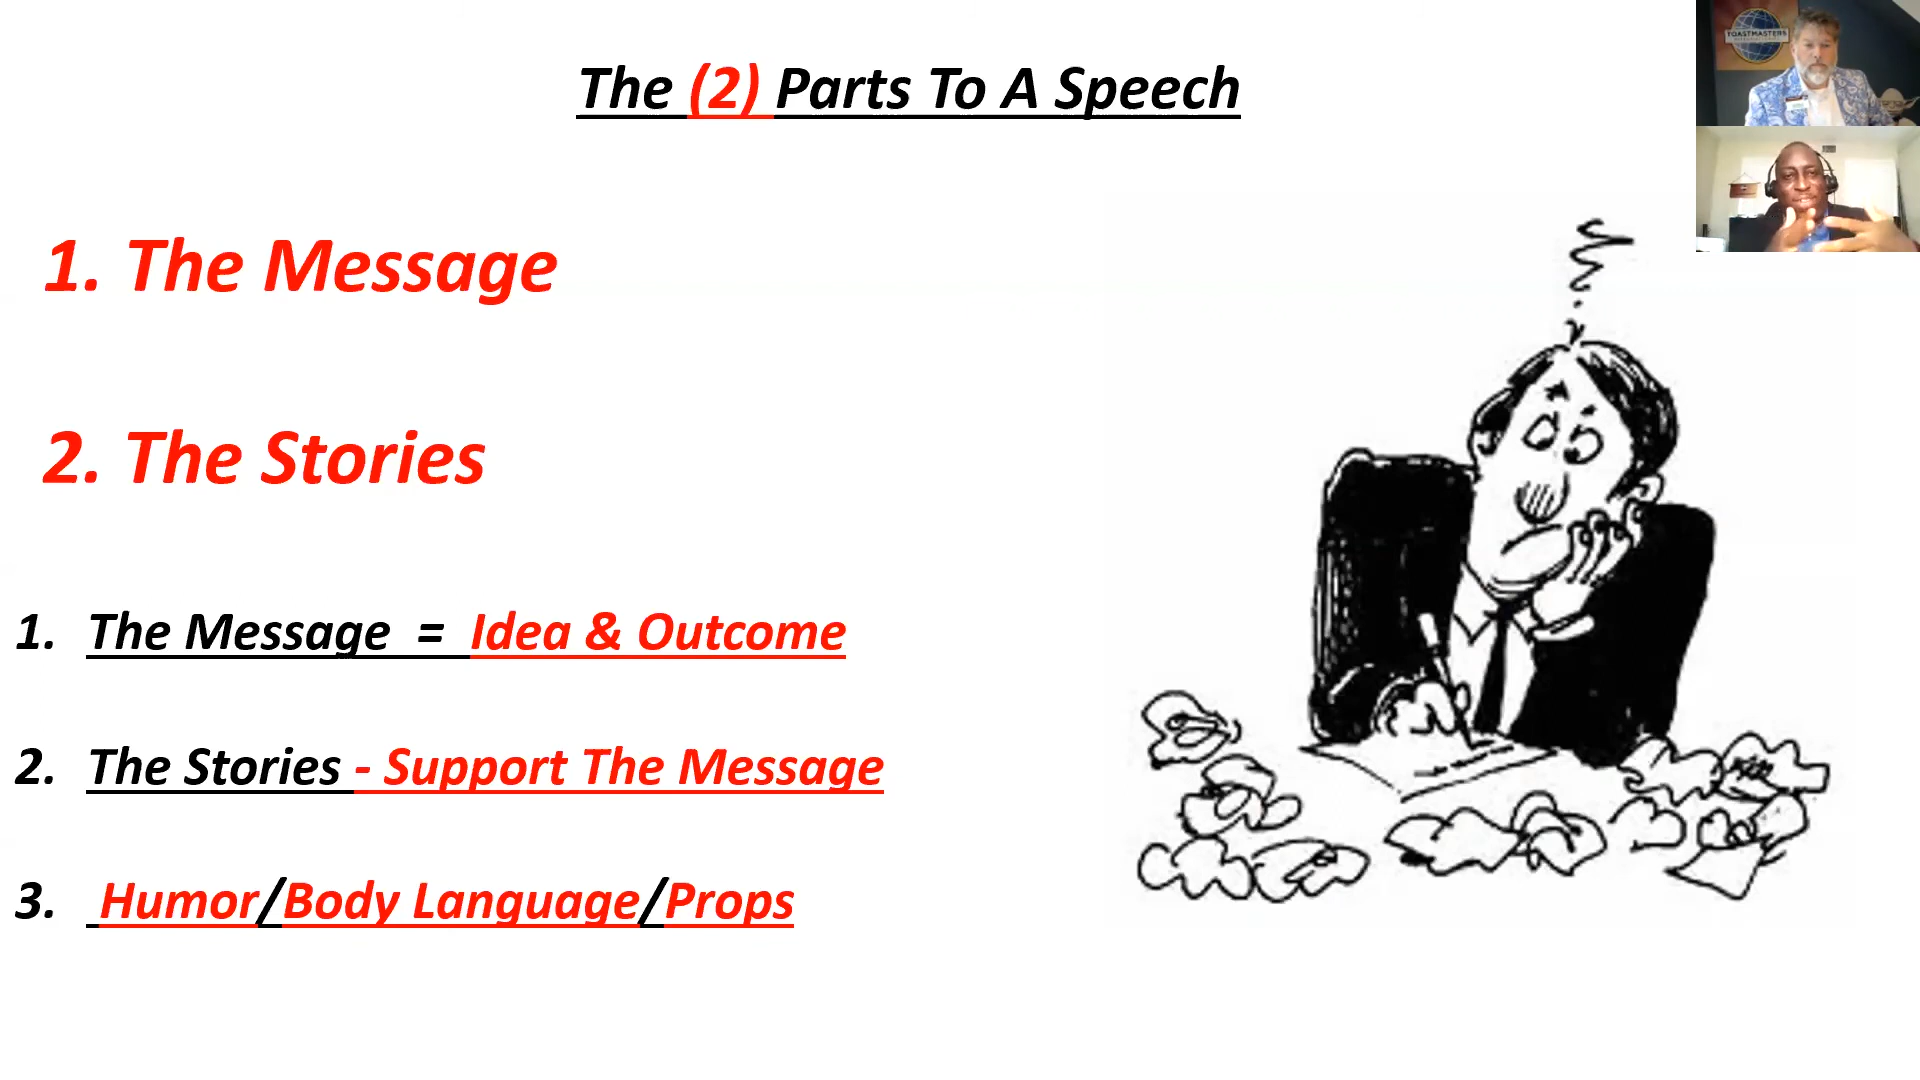 The (2) Parts To A Speech
TOASTMASTERS
1. The Message
2. The Stories
1. The Message = Idea & Outcome
2. The Stories - Support The Message
3. Humor/Body Language/Props